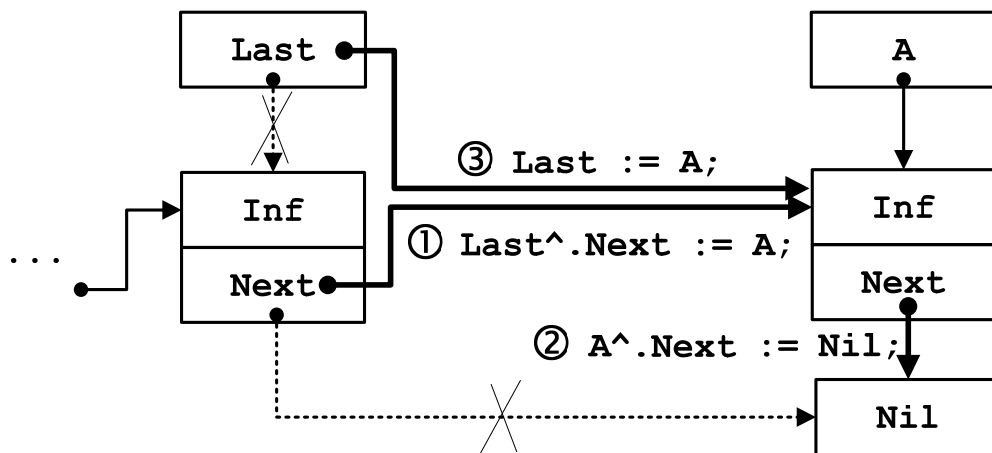 Last
A
③ Last := A;
Inf
Inf
① Last^.Next := A;
...
Next
Next
② A^.Next := Nil;
Nil